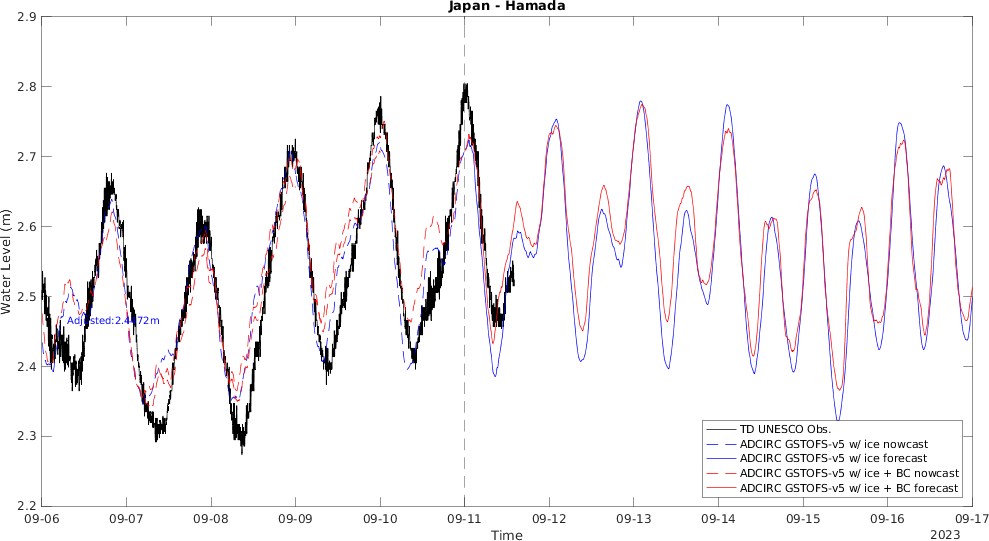 Japan - Hamada
2.9
2.8
2.7
2.6
2.5
2.4
2.3
2.2
Water Level (m)
TD UNESCO Obs.
ADCIRC GSTOFS-v5 w/ ice nowcast
ADCIRC GSTOFS-v5 w/ ice forecast
ADCIRC GSTOFS-v5 w/ ice + BC nowcast
ADCIRC GSTOFS-v5 w/ ice + BC forecast
09-06 09-07 09-08 09-09 09-10 09-11 09-12 09-13 09-14 09-15 09-16 09-17
Time
2023